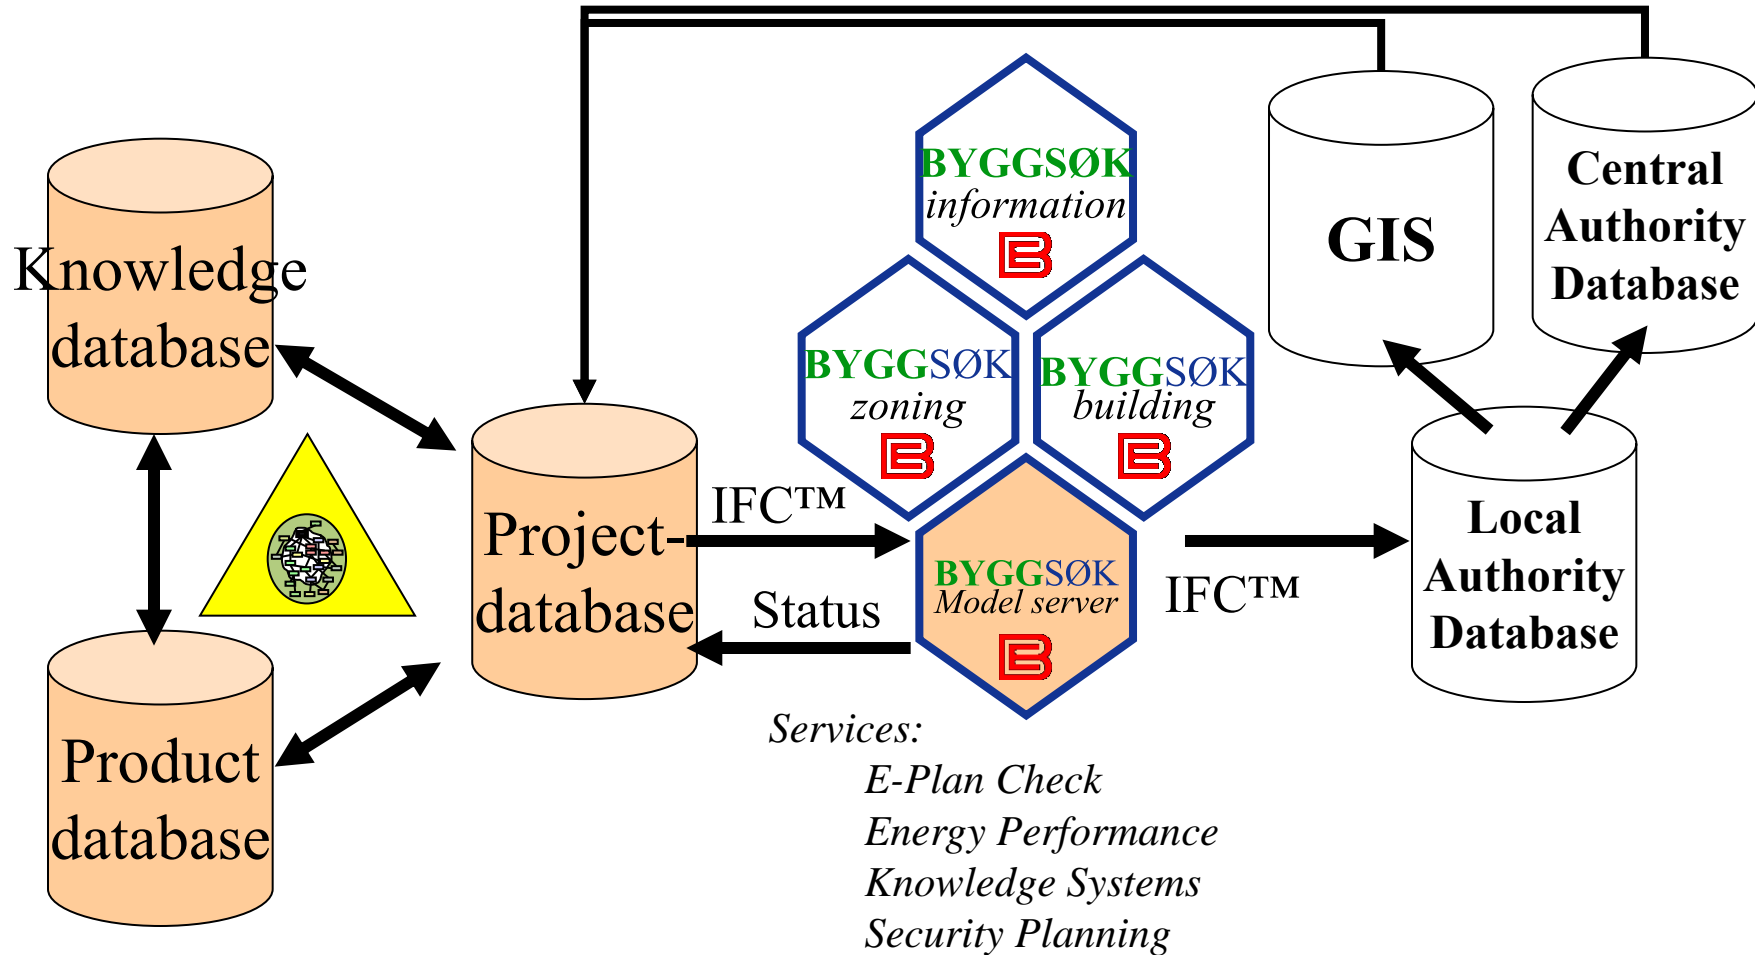 Knowledge
database
Product
database
Project-
database
IFC™
Status
BYGGSØK
information
BYGGSØK
zoning
BYGGSØK
building
BYGGSØK
Model server
Services:
E-Plan Check
Energy Performance
Knowledge Systems
Security Planning
IFC™
GIS
Central
Authority
Database
Local
Authority
Database